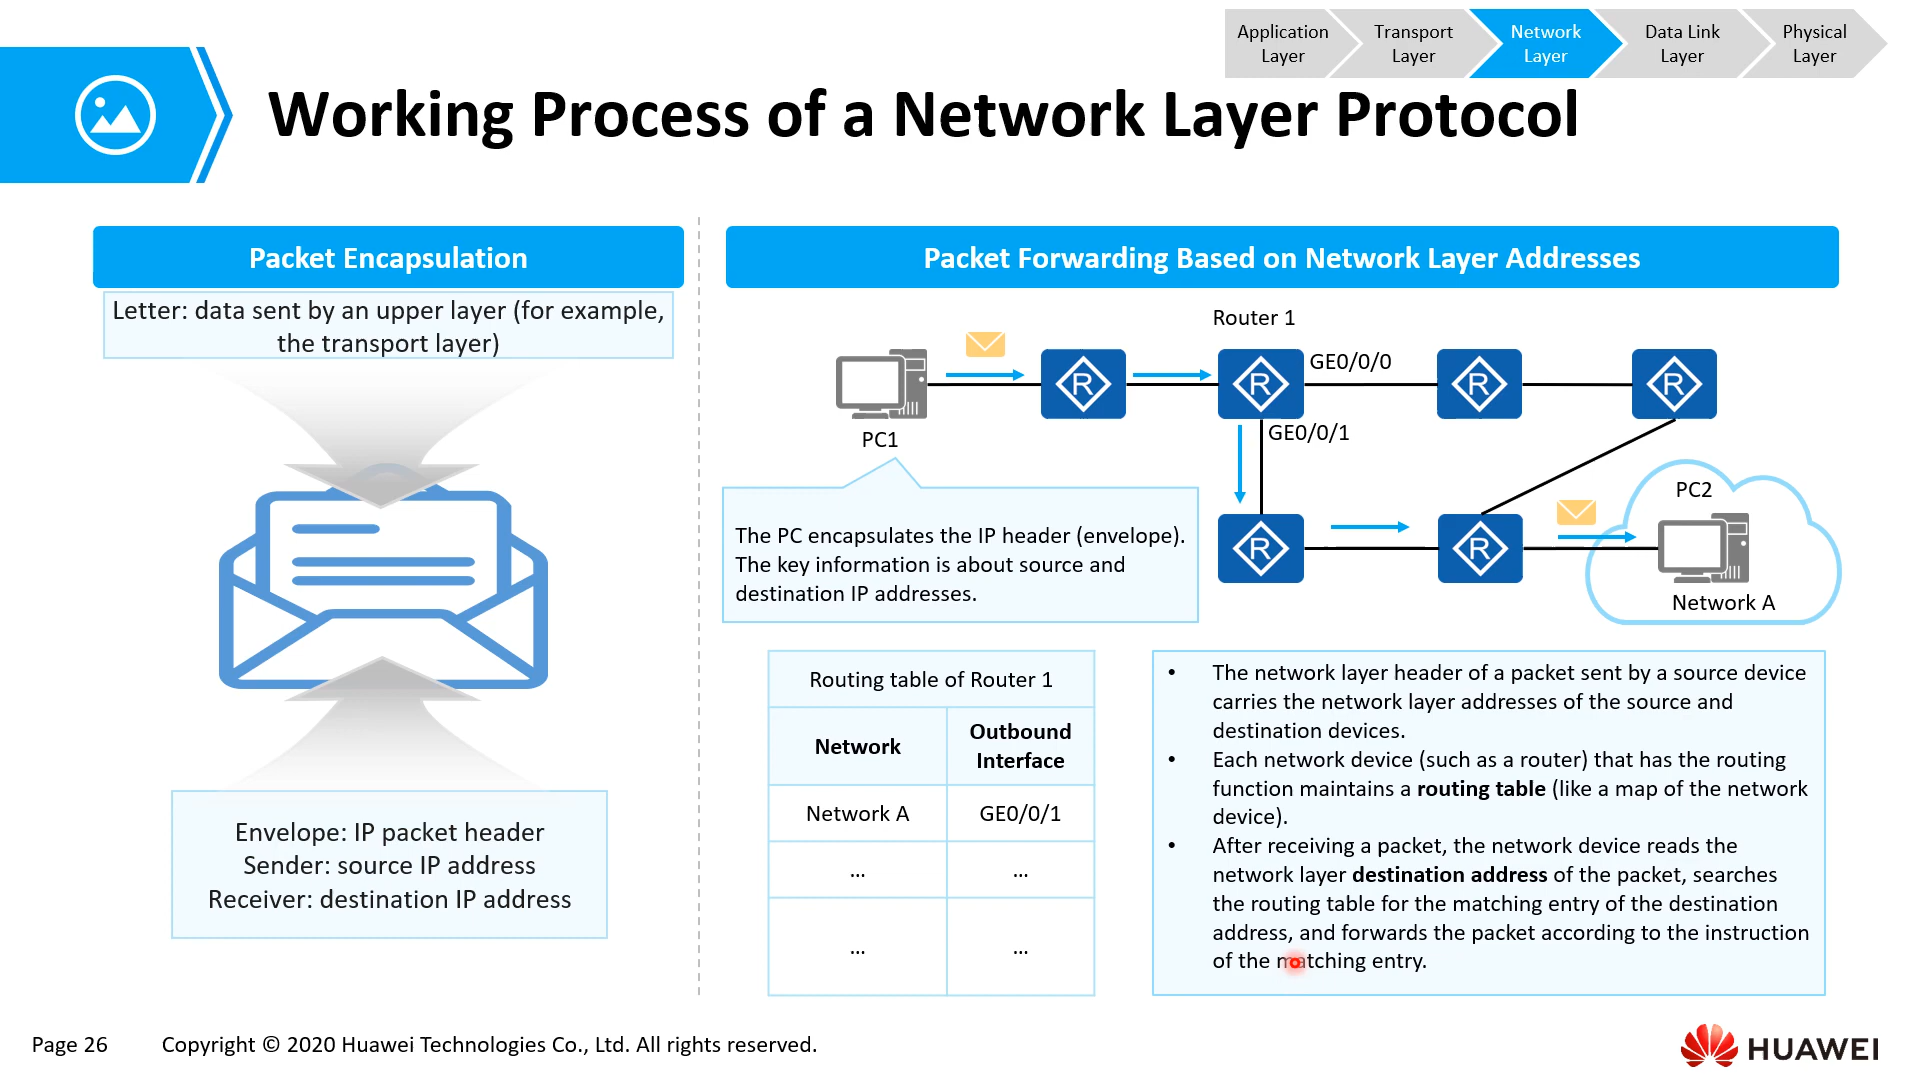 Application
Layer
Transport
Layer
Network
Layer
Data Link
Layer
Physical
Layer
Working Process of a Network Layer Protocol
Packet Encapsulation
Letter: data sent by an upper layer (for example,
the transport layer)
Envelope: IP packet header
Sender: source IP address
Receiver: destination IP address
Packet Forwarding Based on Network Layer Addresses
Router 1
GE0/0/0
R
R
R
R
PC1
GE0/0/1
PC2
R
R
Network A
The PC encapsulates the IP header (envelope).
The key information is about source and
destination IP addresses.
Routing table of Router 1
Network
Outbound
Interface
Network A
GE0/0/1
...
...
...
...
• The network layer header of a packet sent by a source device
carries the network layer addresses of the source and
destination devices.
• Each network device (such as a router) that has the routing
function maintains a routing table (like a map of the network
device).
• After receiving a packet, the network device reads the
network layer destination address of the packet, searches
the routing table for the matching entry of the destination
address, and forwards the packet according to the instruction
of the matching entry.
Page 26
Copyright © 2020 Huawei Technologies Co., Ltd. All rights reserved.
HUAWEI